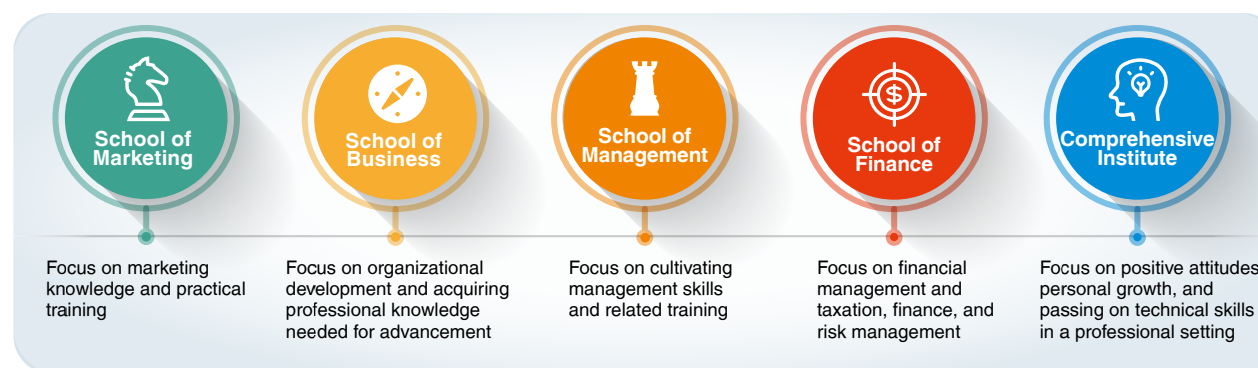 School of
Marketing
School of
Business
School of
Management
School of
Finance
Comprehensive
Institute
Focus on marketing
knowledge and practical
training
Focus on organizational
development and acquiring
professional knowledge
needed for advancement
Focus on cultivating
management skills
and related training
Focus on financial
management and
taxation, finance, and
risk management
Focus on positive attitudes
personal growth, and
passing on technical skills
in a professional setting